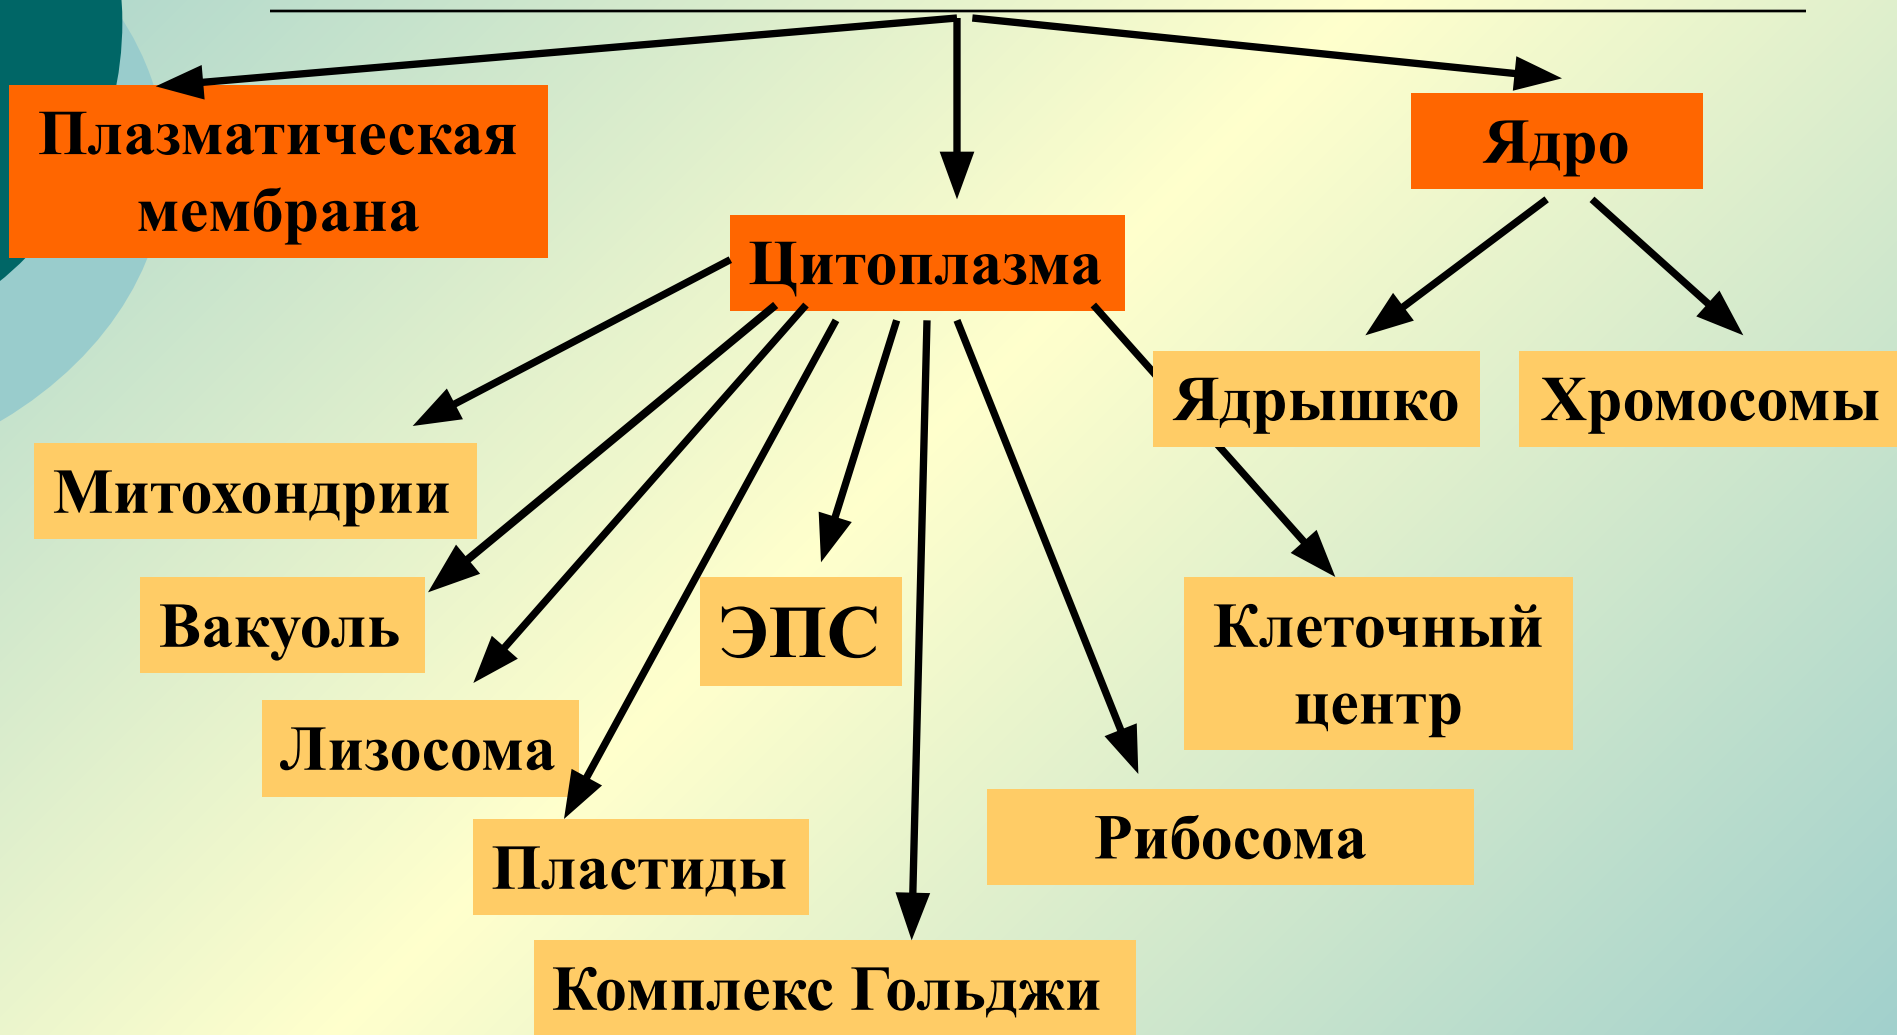 Плазматическая
мембрана
Ядро
Цитоплазма
Ядрышко
Хромосомы
Митохондрии
Вакуоль
ЭПС
Клеточный
центр
Лизосома
Рибосома
Пластиды
Комплекс Гольджи